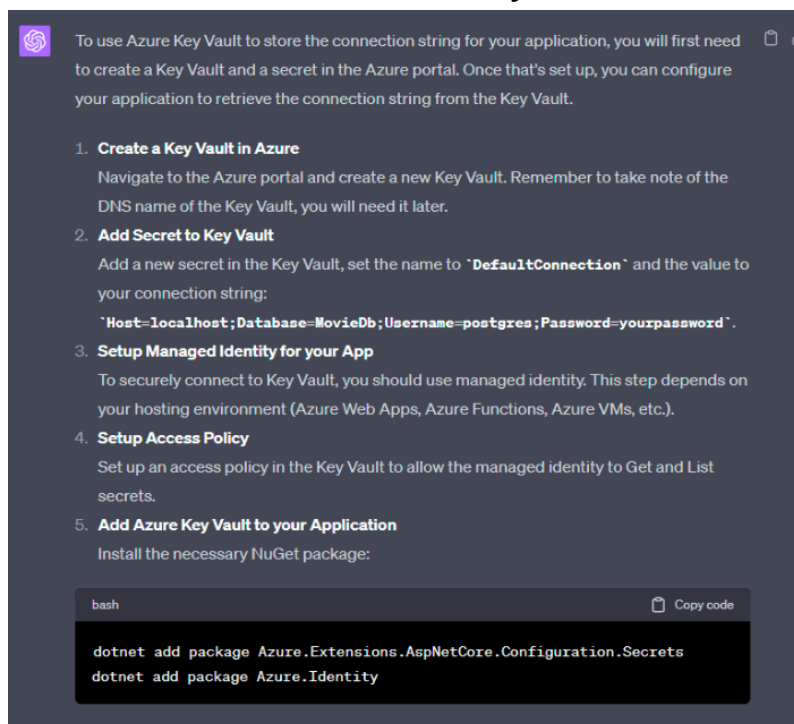 To use Azure Key Vault to store the connection string for your application, you will first need
to create a Key Vault and a secret in the Azure portal. Once that's set up, you can configure
your application to retrieve the connection string from the Key Vault.
1. Create a Key Vault in Azure
Navigate to the Azure portal and create a new Key Vault. Remember to take note of the
DNS name of the Key Vault, you will need it later.
2. Add Secret to Key Vault
Add a new secret in the Key Vault, set the name to `DefaultConnection` and the value to
your connection string:
`Host=localhost;Database=MovieDb;Username=postgres;Password=yourpassword`.
3. Setup Managed Identity for your App
To securely connect to Key Vault, you should use managed identity. This step depends on
your hosting environment (Azure Web Apps, Azure Functions, Azure VMs, etc.).
4. Setup Access Policy
Set up an access policy in the Key Vault to allow the managed identity to Get and List
secrets.
5. Add Azure Key Vault to your Application
Install the necessary NuGet package:
bash Copy code
dotnet add package Azure.Extensions.AspNetCore.Configuration.Secrets
dotnet add package Azure.Identity